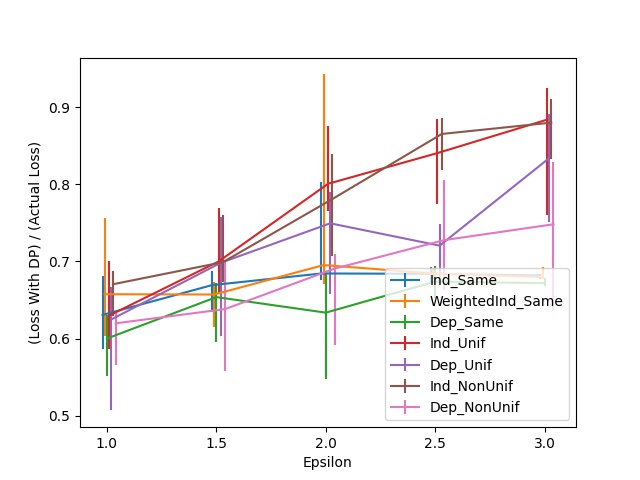 (Loss With DP) / (Actual Loss)
0.9
0.8
0.7
0.6
0.5
Ind_Same
WeightedInd_Same
Dep_Same
Ind_Unif
Dep_Unif
Ind_NonUnif
Dep_NonUnif
1.0 1.5 2.0 2.5 3.0
Epsilon